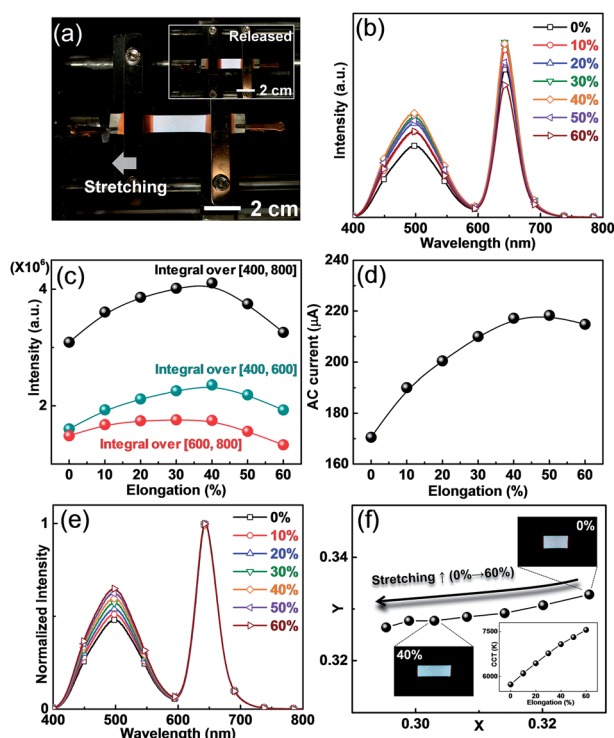 (a)
Released
2 cm
Stretching
2 cm
(b)
Intensity (a.u.)
0%
10%
20%
30%
40%
50%
60%
400 500 600 700 800
Wavelength (nm)
(c)
(X10⁶)
Intensity (a.u.)
4
2
Integral over [400, 800]
Integral over [400, 600]
Integral over [600, 800]
0 10 20 30 40 50 60
Elongation (%)
(d)
AC current (μA)
240
220
200
180
160
0 10 20 30 40 50 60
Elongation (%)
(e)
Normalized Intensity
1
0%
10%
20%
30%
40%
50%
60%
400 500 600 700 800
Wavelength (nm)
(f)
Y
0.34
0.32
0%
Stretching ↑ (0%→60%)
40%
CCT (K)
7500
6000
0 10 20 30 40 50 60
Elongation (%)
0.30 0.32
X